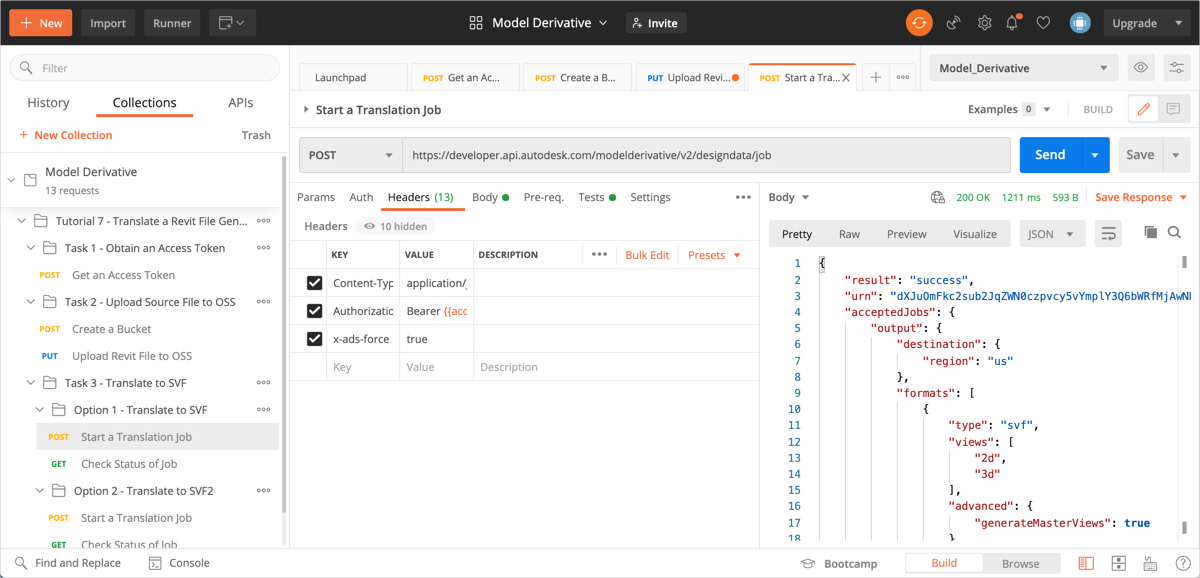 New Import Runner Model Derivative Invite Upgrade
Filter
History Collections APIs
New Collection Trash
Model Derivative
13 requests
Tutorial 7 - Translate a Revit File Gen...
Task 1 - Obtain an Access Token
POST Get an Access Token
Task 2 - Upload Source File to OSS
POST Create a Bucket
PUT Upload Revit File to OSS
Task 3 - Translate to SVF
Option 1 - Translate to SVF
POST Start a Translation Job
GET Check Status of Job
Option 2 - Translate to SVF2
POST Start a Translation Job
GET Check Status of Job
Launchpad POST Get an Ac... POST Create a B... PUT Upload Revi... POST Start a Tra... Model_Derivative
Start a Translation Job Examples 0 BUILD
POST https://developer.api.autodesk.com/modelderivative/v2/designdata/job Send Save
Params Auth Headers (13) Body Pre-req. Tests Settings
Headers 10 hidden
KEY VALUE DESCRIPTION Bulk Edit Presets
Content-Typ application/
Authorizatic Bearer {{acc
x-ads-force true
Key Value Description
Body 200 OK 1211 ms 593 B Save Response
Pretty Raw Preview Visualize JSON
1 {
2 "result": "success",
3 "urn": "dXJuOmFkc2sub2JqZWN0czpvcy5vYmplY3Q6bWRfMjAwN
4 "acceptedJobs": {
5 "output": {
6 "destination": {
7 "region": "us"
8 },
9 "formats": [
10 {
11 "type": "svf",
12 "views": [
13 "2d",
14 "3d"
15 ],
16 "advanced": {
17 "generateMasterViews": true
18 }
Find and Replace Console Bootcamp Build Browse